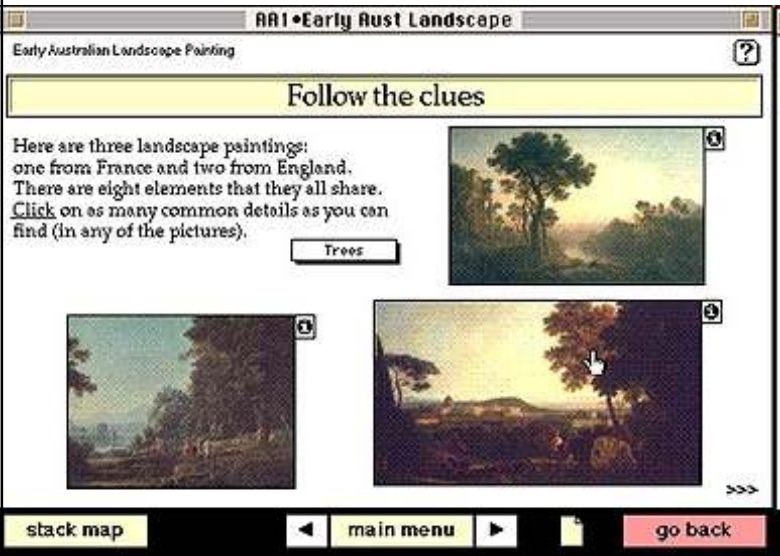 AA1•Early Aust Landscape
Early Australian Landscape Painting
?
Follow the clues
Here are three landscape paintings:
one from France and two from England.
There are eight elements that they all share.
Click on as many common details as you can
find (in any of the pictures).
Trees
>>>
stack map
main menu
go back